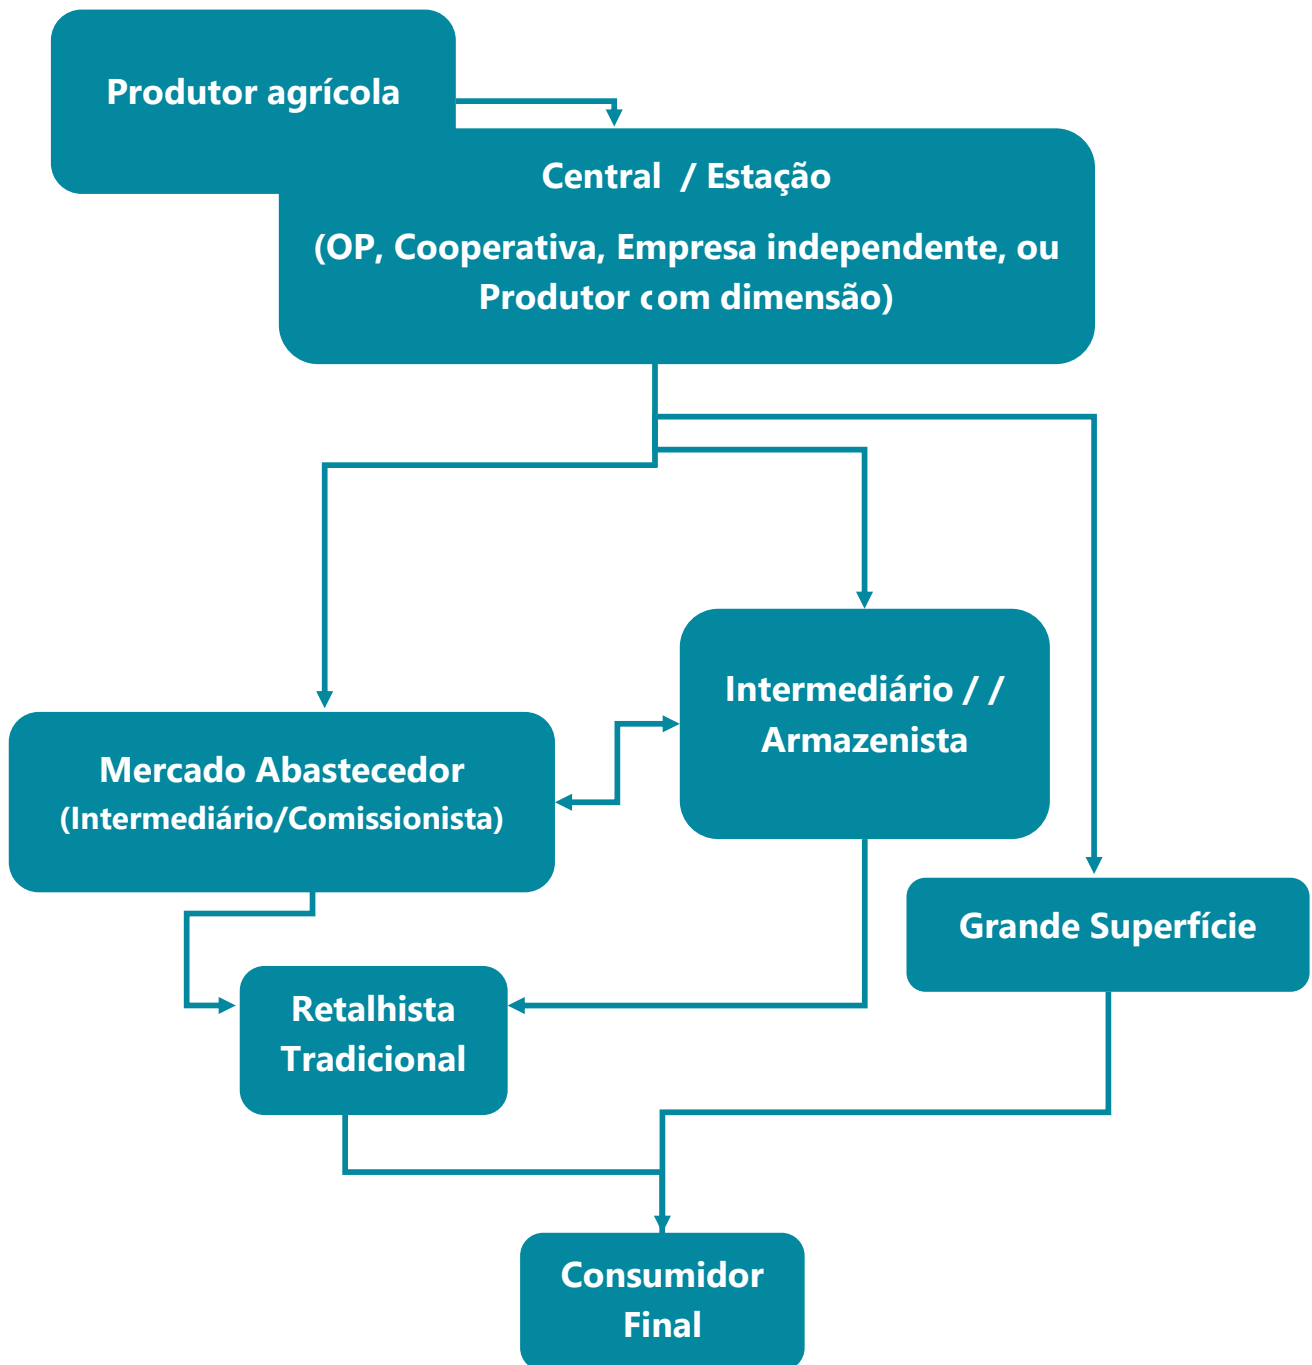 Produtor agrícola
Central / Estação
(OP, Cooperativa, Empresa independente, ou
Produtor com dimensão)
Intermediário / /
Armazenista
Mercado Abastecedor
(Intermediário/Comissionista)
Grande Superfície
Retalhista
Tradicional
Consumidor
Final